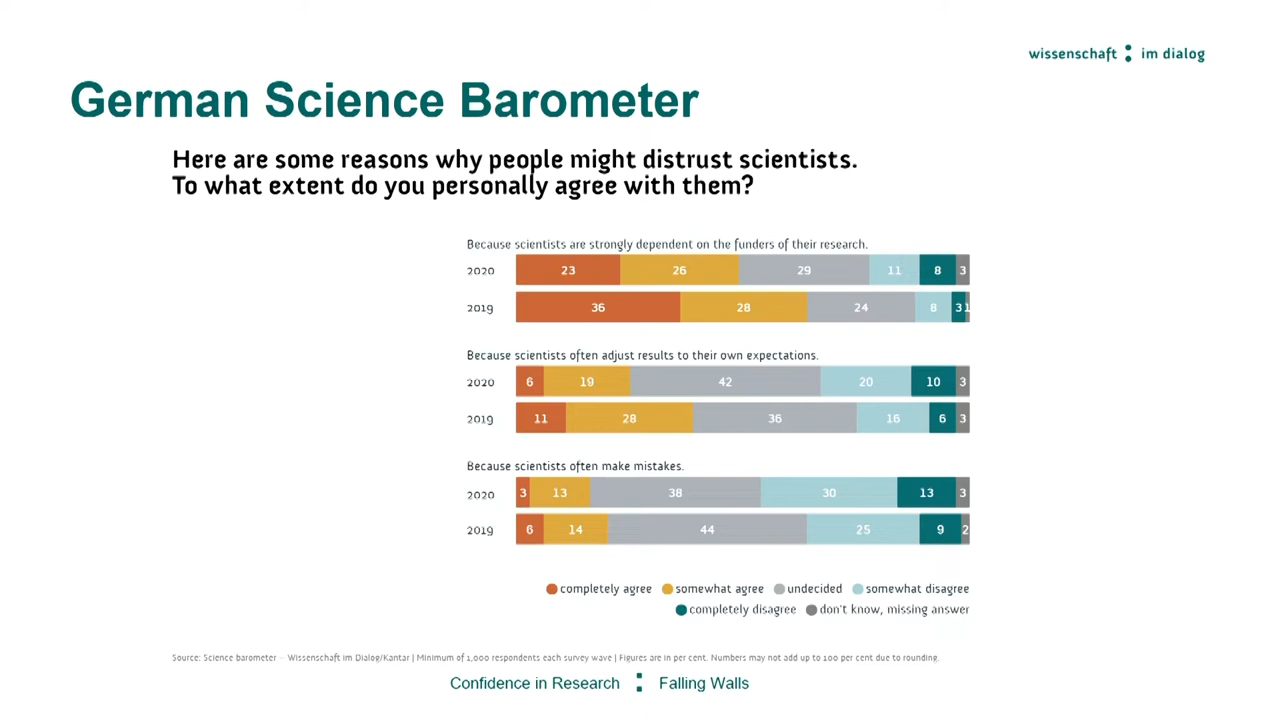 wissenschaft : im dialog
German Science Barometer
Here are some reasons why people might distrust scientists.
To what extent do you personally agree with them?
Because scientists are strongly dependent on the funders of their research.
2020 23 26 29 11 8 3
2019 36 28 24 8 3 1
Because scientists often adjust results to their own expectations.
2020 6 19 42 20 10 3
2019 11 28 36 16 6 3
Because scientists often make mistakes.
2020 3 13 38 30 13 3
2019 6 14 44 25 9 2
completely agree somewhat agree undecided somewhat disagree
completely disagree don't know, missing answer
Source: Science barometer – Wissenschaft im Dialog/Kantar | Minimum of 1,000 respondents each survey wave | Figures are in per cent. Numbers may not add up to 100 per cent due to rounding.
Confidence in Research : Falling Walls